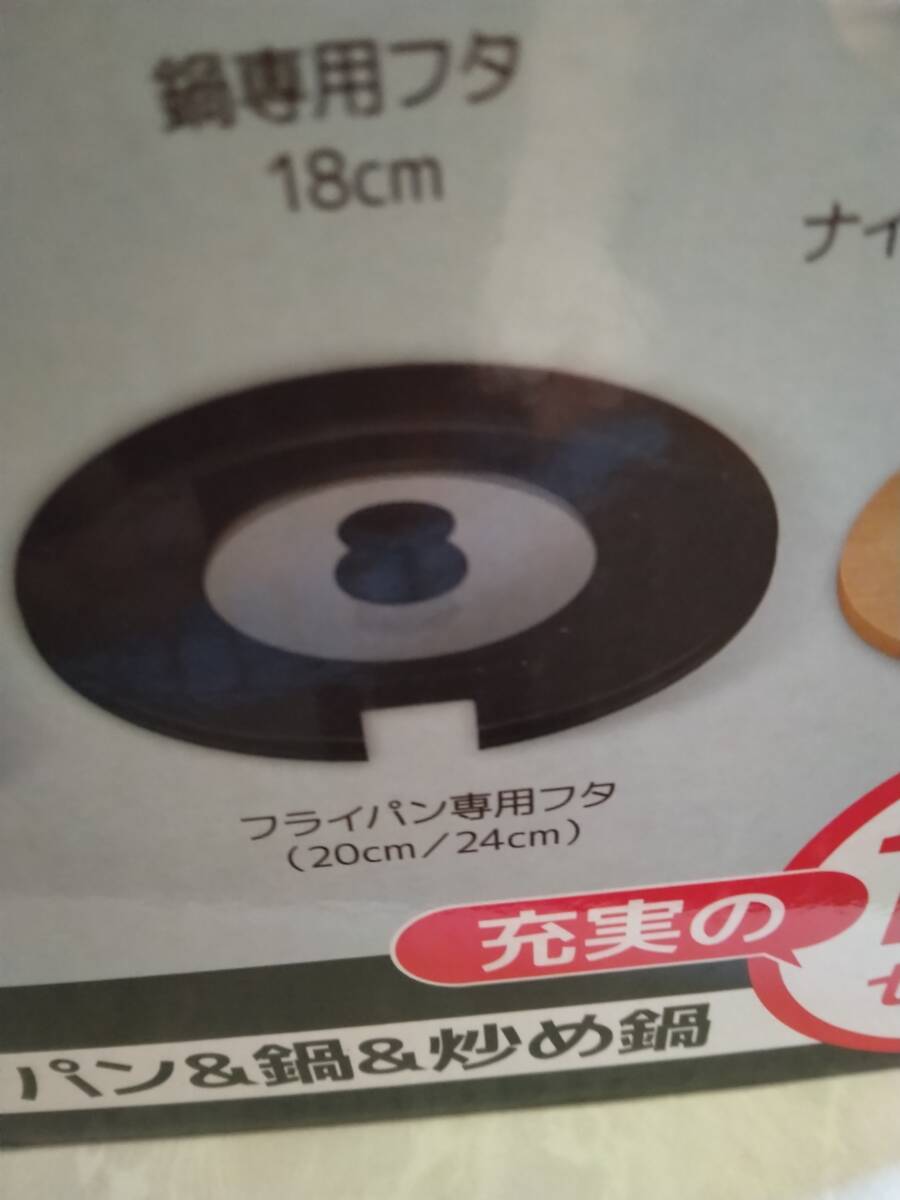 鍋専用フタ
18cm
ナイ
フライパン専用フタ
(20cm/24cm)
充実の
セ
パン&鍋&炒め鍋